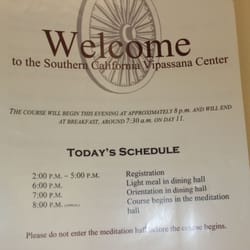 Welcome
to the Southern California Vipassana Center
THE COURSE WILL BEGIN THIS EVENING AT APPROXIMATELY 8 p.m. AND WILL END
AT BREAKFAST, AROUND 7:30 a.m. ON DAY 11.
TODAY'S SCHEDULE
2:00 P.M. – 5:00 P.M. Registration
6:00 P.M. Light meal in dining hall
7:00 P.M. Orientation in dining hall
8:00 P.M. Course begins in the meditation
hall
Please do not enter the meditation hall before the course begins.